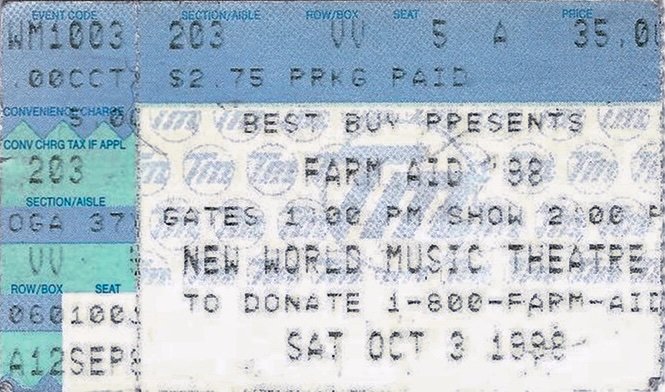 EVENT CODE SECTION/AISLE ROW/BOX SEAT PRICE
WM1003 203 VV 5 A 35.00
.00CCT $2.75 PRKG PAID
CONVENIENCE CHARGE
5.00 BEST BUY PRESENTS
CONV CHRG TAX IF APPL
203 FARM AID '98
SECTION/AISLE
OGA 37 GATES 1:00 PM/SHOW 2:00 P
VV NEW WORLD MUSIC THEATRE
ROW/BOX SEAT
TO DONATE 1-800-FARM-AID
060100
SAT OCT 3 1998
A12SEP